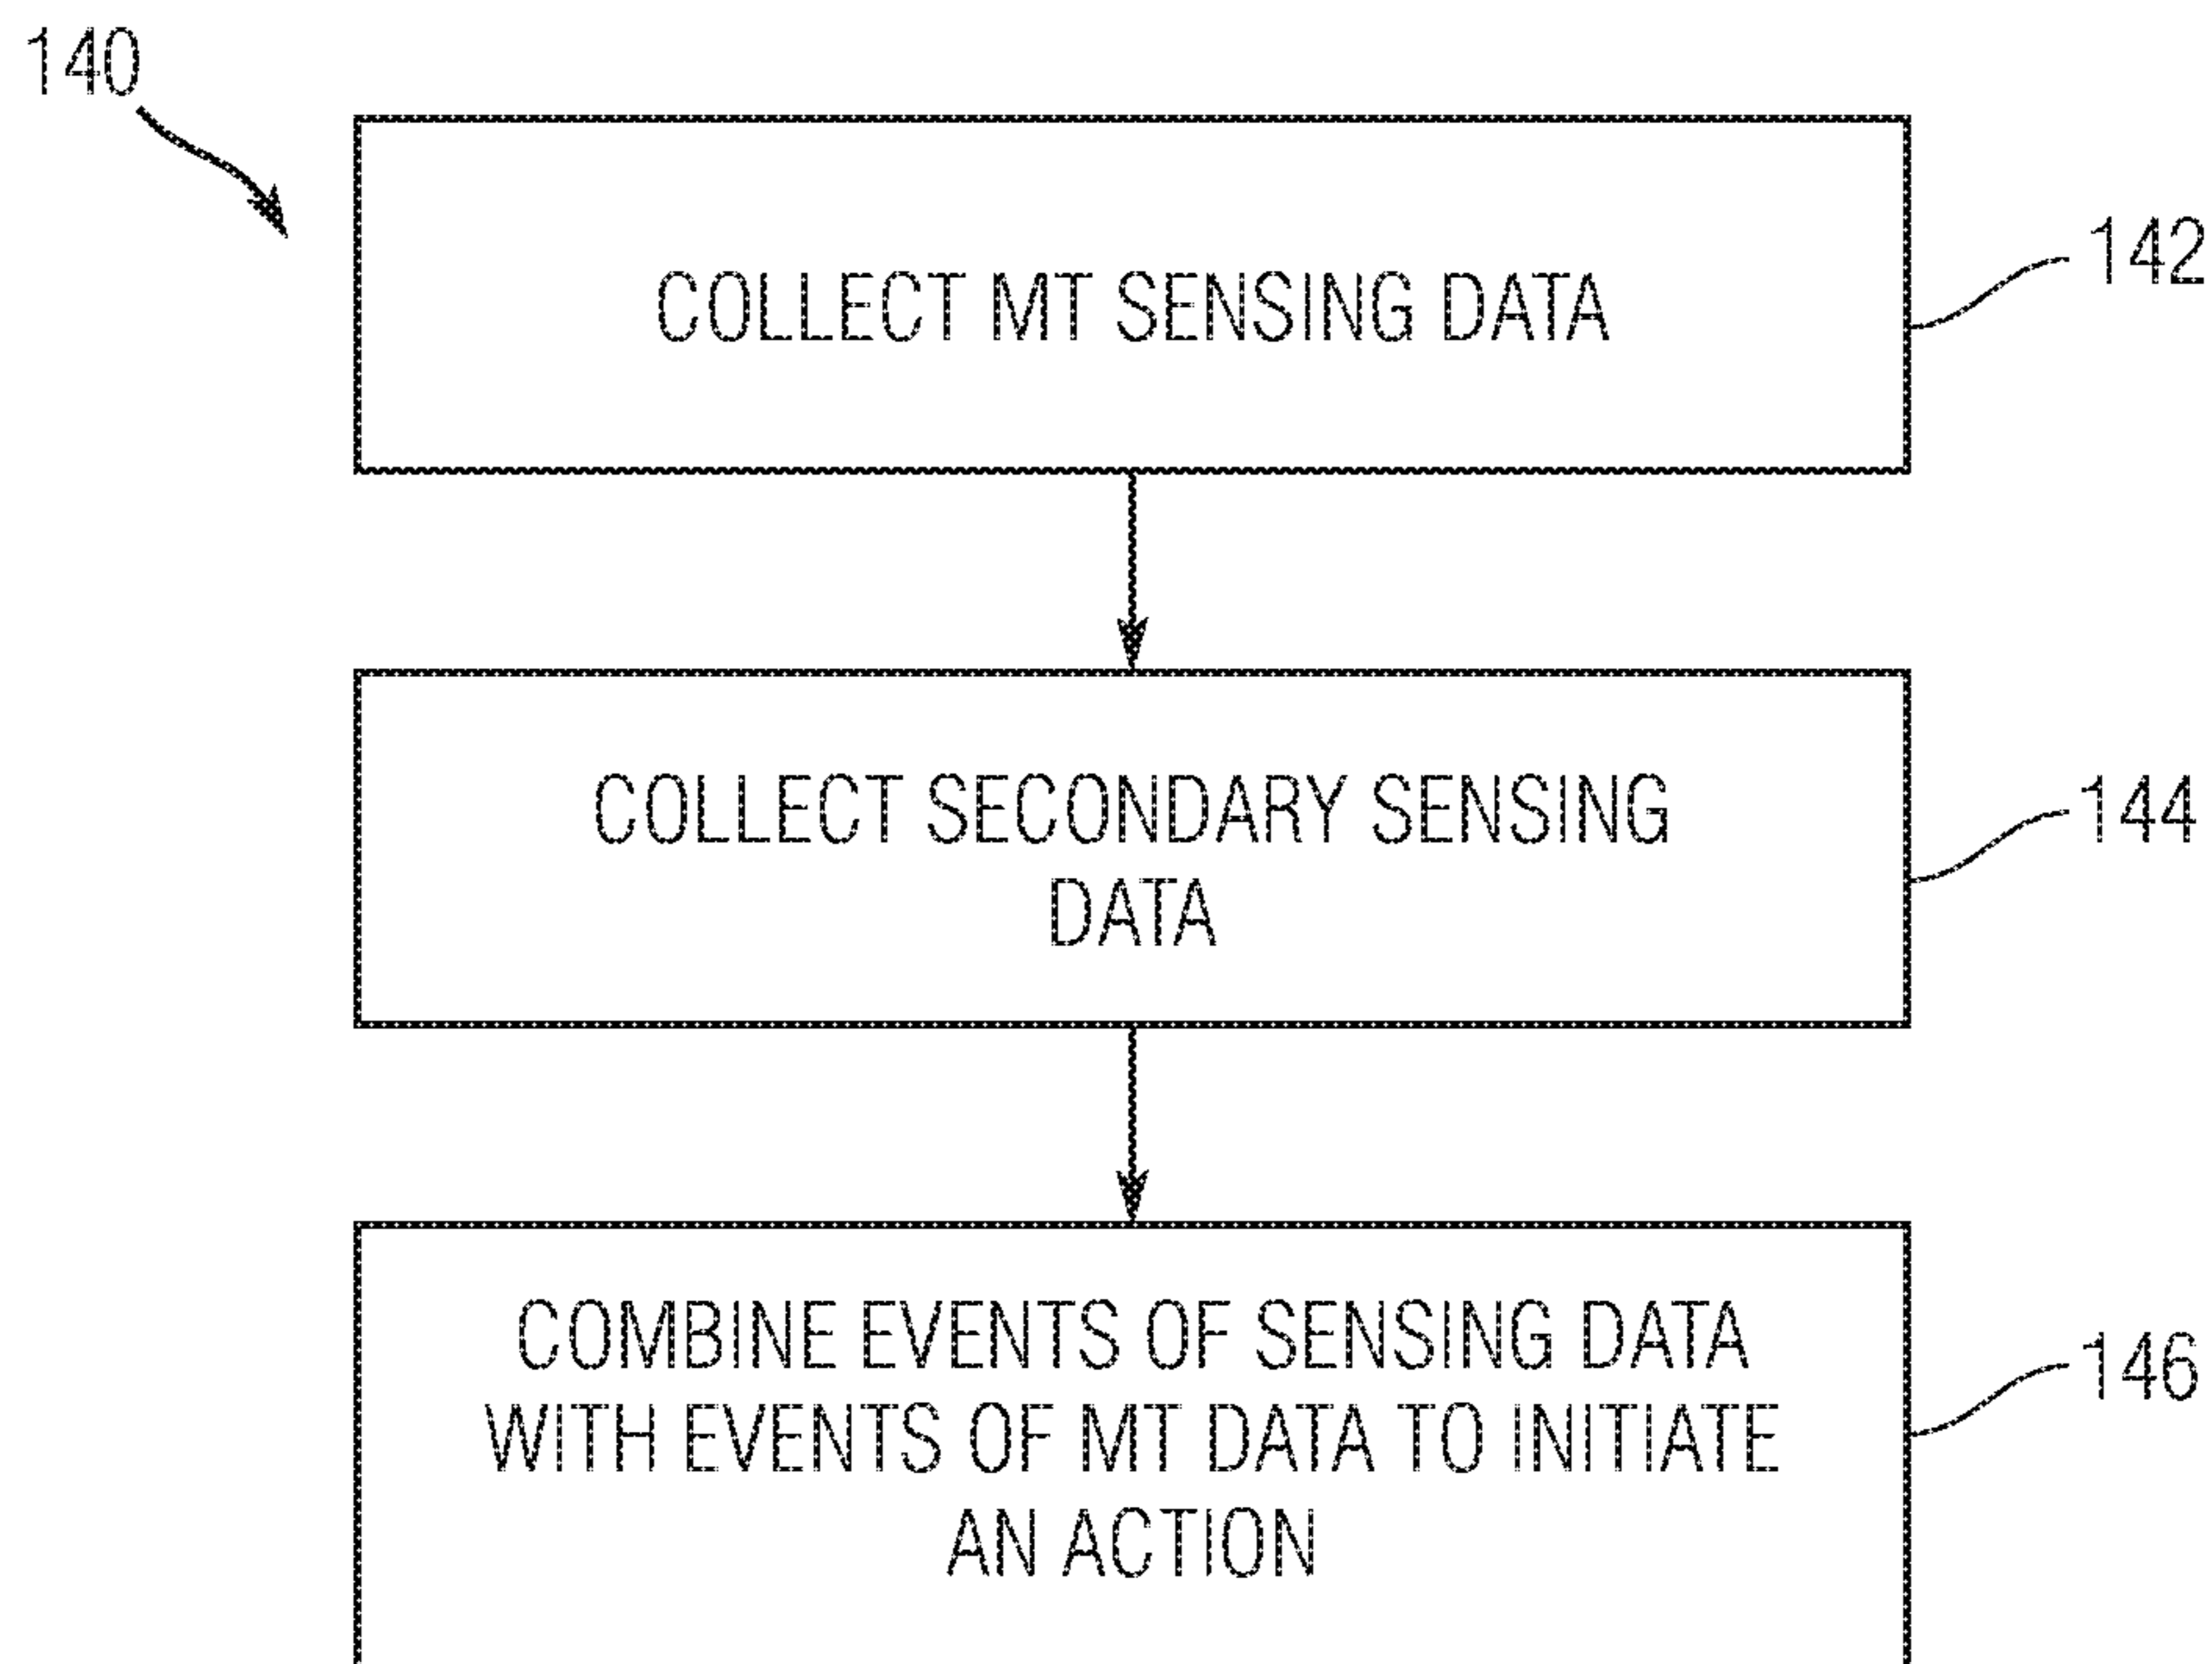 140
COLLECT MT SENSING DATA
142
COLLECT SECONDARY SENSING
DATA
144
COMBINE EVENTS OF SENSING DATA
WITH EVENTS OF MT DATA TO INITIATE
AN ACTION
146